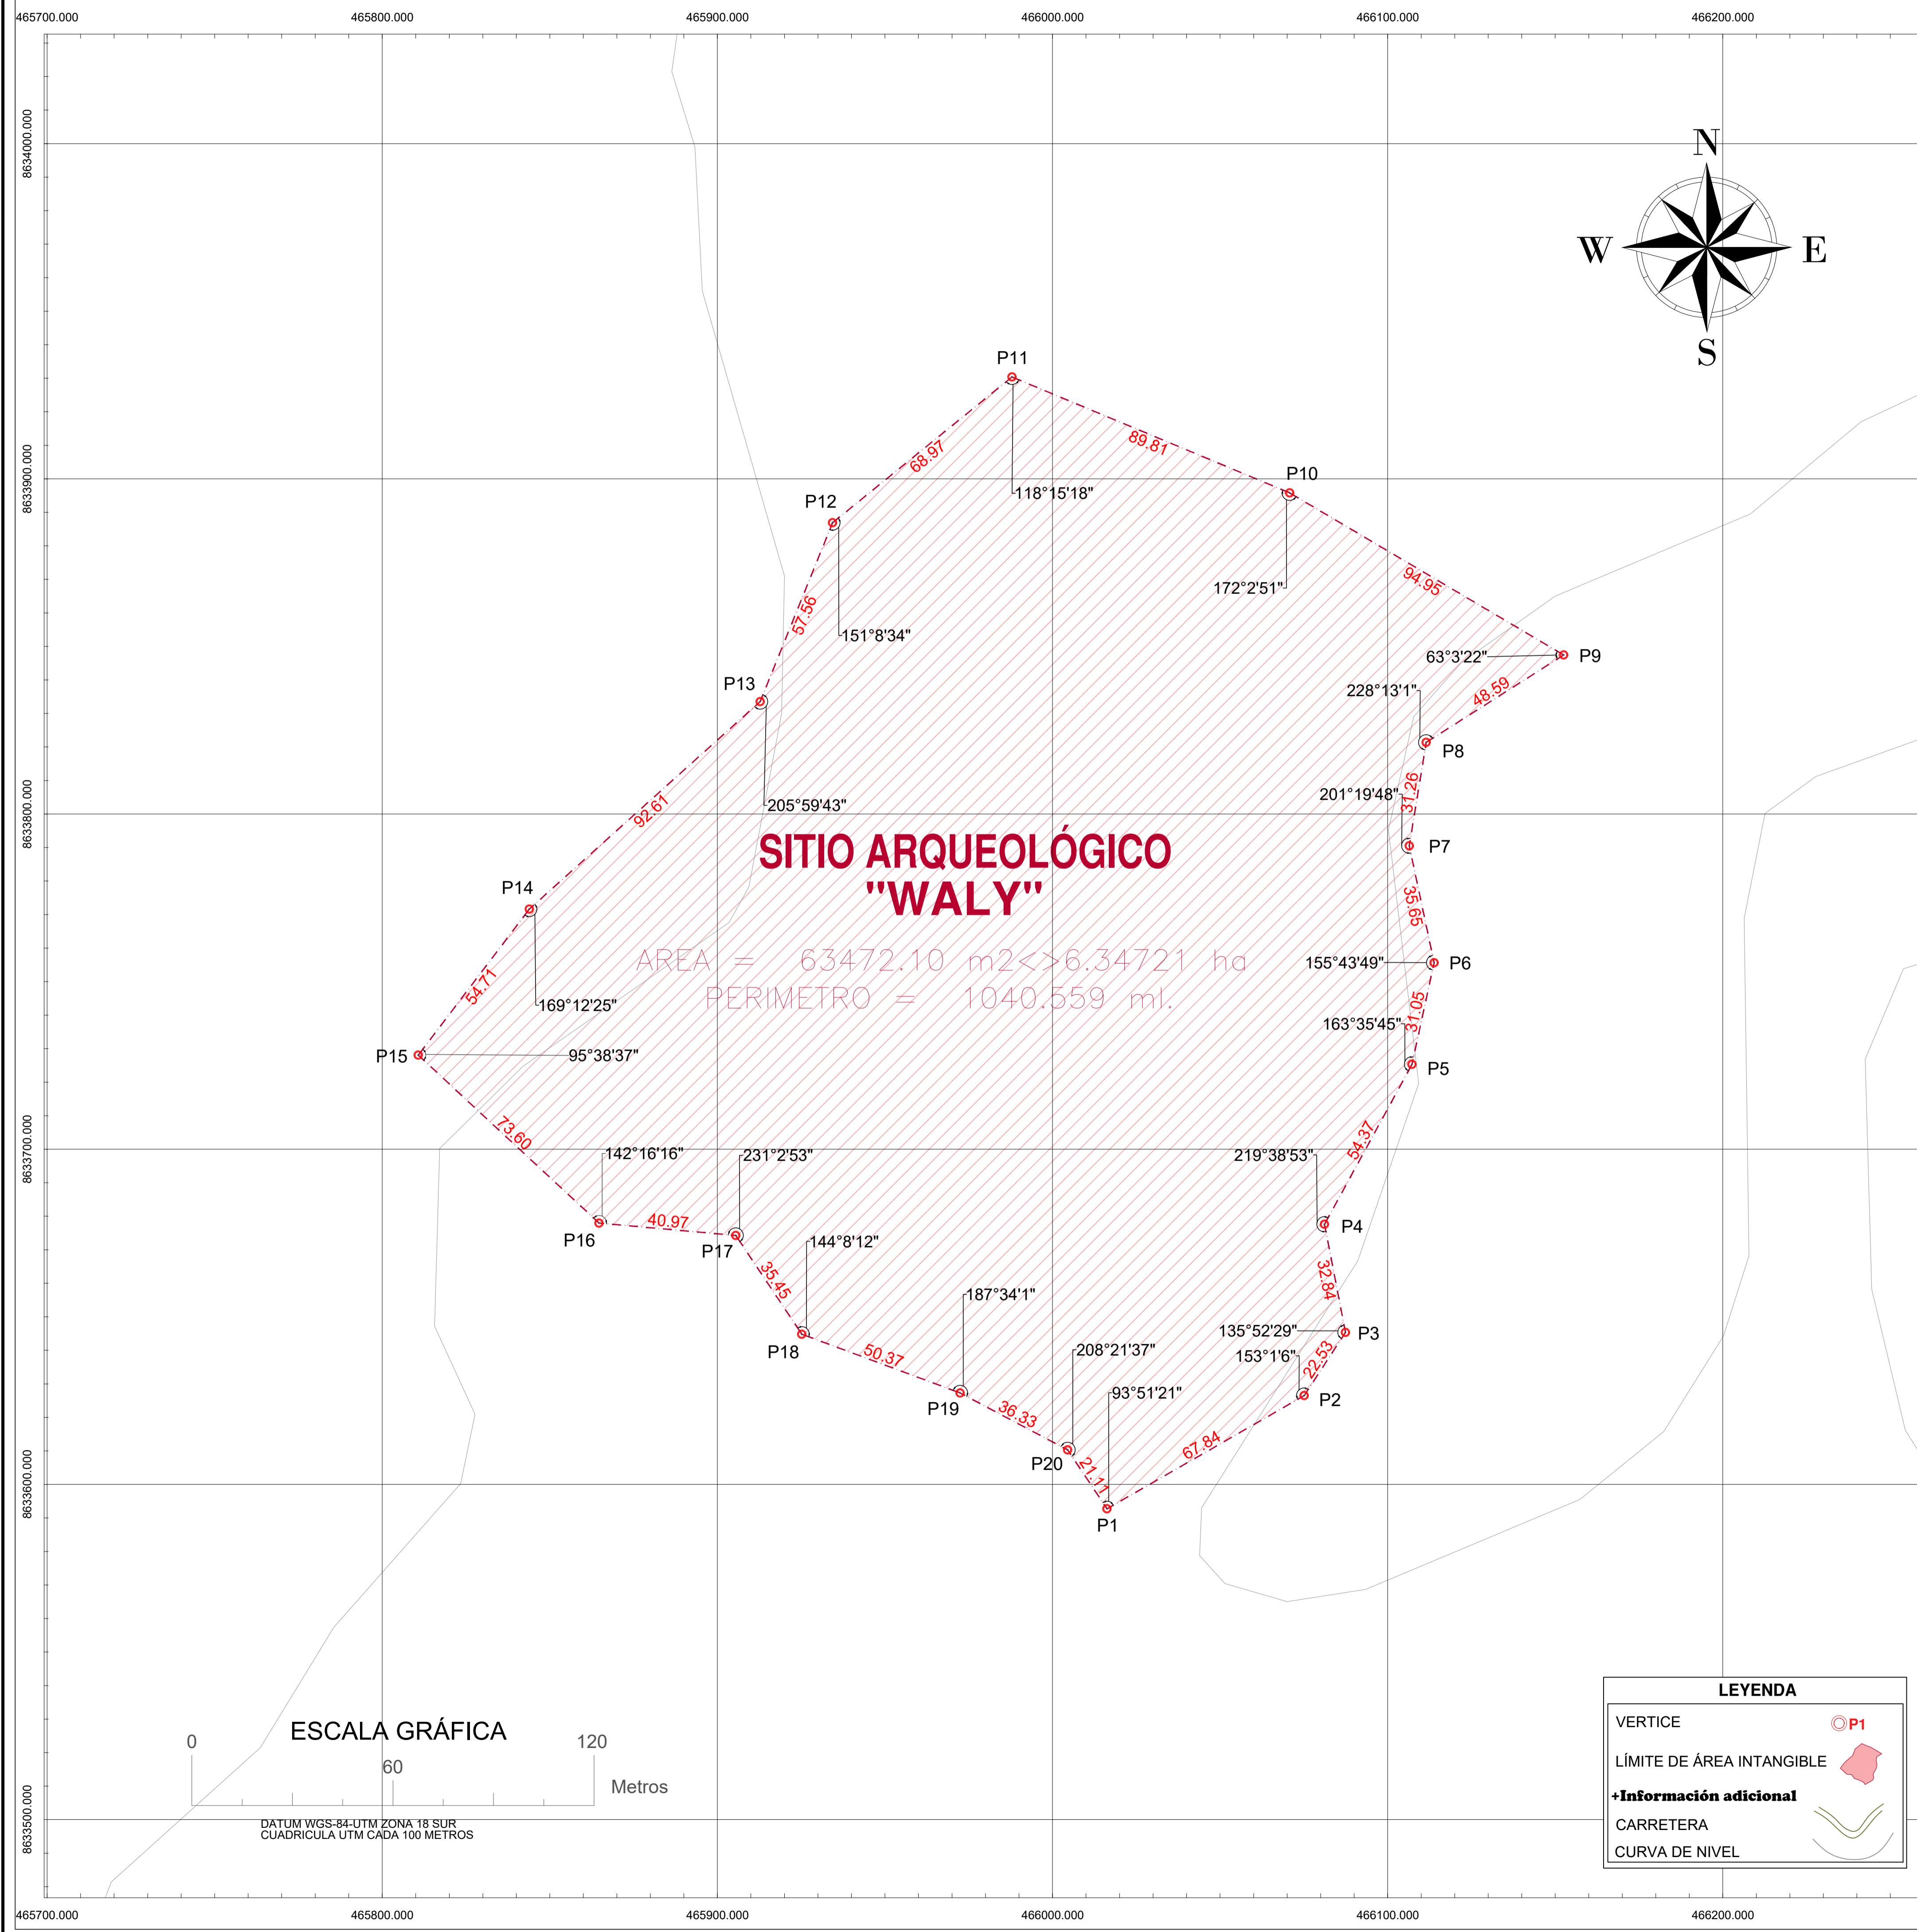 465700.000 465800.000 465900.000 466000.000 466100.000 466200.000
8634000.000
8633900.000
8633800.000
8633700.000
8633600.000
8633500.000
N
W E
S
P11
89.81
68.97
118°15'18"
P10
172°2'51"
94.95
P12
151°8'34"
57.56
63°3'22"
P9
48.59
P13
205°59'43"
228°13'1"
P8
31.26
201°19'48"
P7
92.61
SITIO ARQUEOLÓGICO
"WALY"
AREA = 63472.10 m2<>6.34721 ha
PERIMETRO = 1040.559 ml.
P14
169°12'25"
54.71
35.65
155°43'49"
P6
31.05
163°35'45"
P5
P15
95°38'37"
73.60
54.37
142°16'16"
231°2'53"
219°38'53"
P4
P16
40.97
P17
144°8'12"
35.45
32.84
187°34'1"
135°52'29"
P3
P18
50.37
208°21'37"
153°1'6"
22.53
P2
93°51'21"
P19
36.33
67.84
P20
21.11
P1
ESCALA GRÁFICA
0 60 120
Metros
DATUM WGS-84-UTM ZONA 18 SUR
CUADRICULA UTM CADA 100 METROS
LEYENDA
VERTICE P1
LÍMITE DE ÁREA INTANGIBLE
+Información adicional
CARRETERA
CURVA DE NIVEL
465700.000 465800.000 465900.000 466000.000 466100.000 466200.000